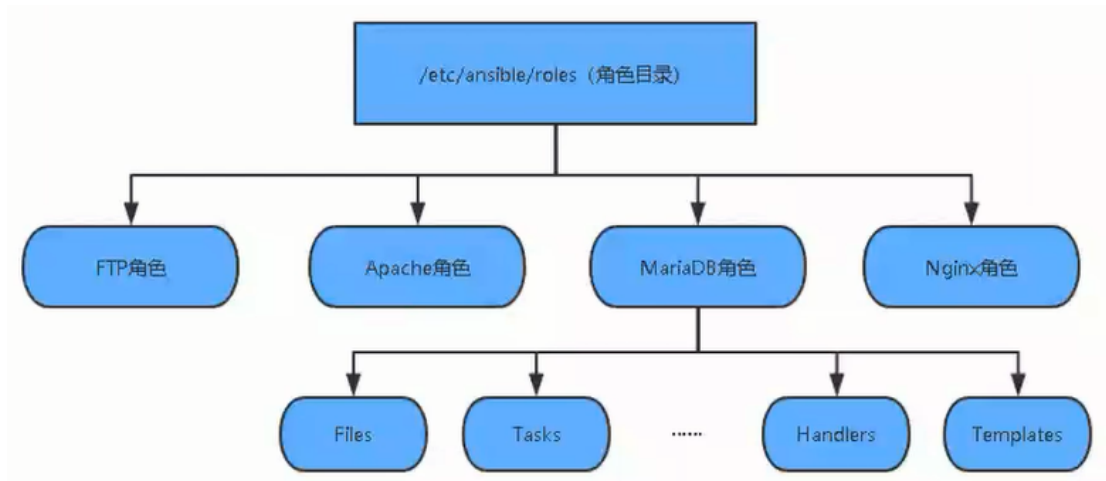 /etc/ansible/roles（角色目录）
FTP角色
Apache角色
MariaDB角色
Nginx角色
Files
Tasks
……
Handlers
Templates